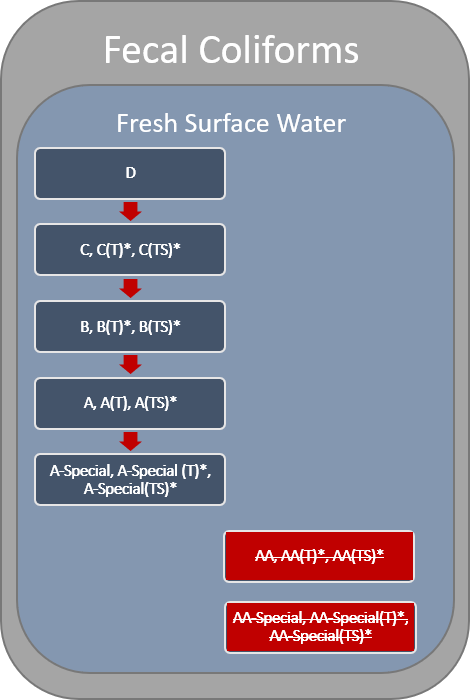 Fecal Coliforms
Fresh Surface Water
D
C, C(T)*, C(TS)*
B, B(T)*, B(TS)*
A, A(T), A(TS)*
A-Special, A-Special (T)*,
A-Special(TS)*
AA, AA(T)*, AA(TS)*
AA-Special, AA-Special(T)*,
AA-Special(TS)*